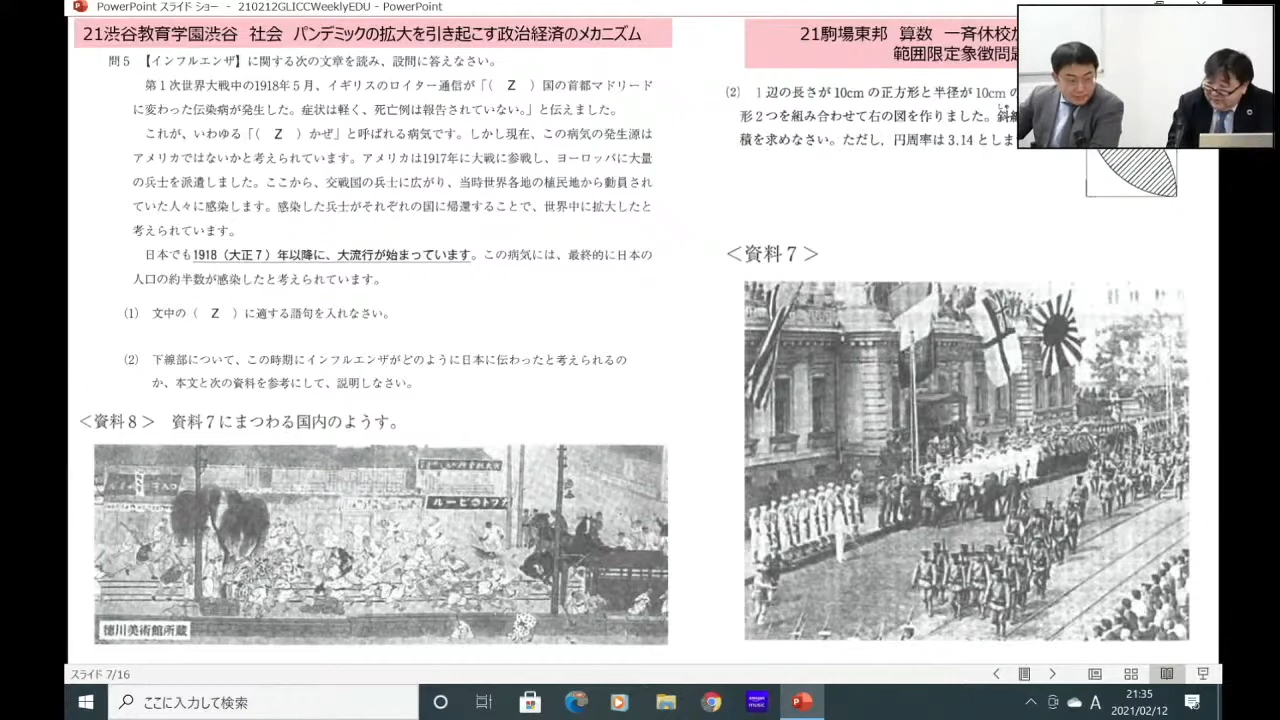 PowerPoint スライド ショー - 210212GLICCWeeklyEDU - PowerPoint
21渋谷教育学園渋谷 社会 パンデミックの拡大を引き起こす政治経済のメカニズム
問５ 【インフルエンザ】に関する次の文章を読み、設問に答えなさい。
第１次世界大戦中の1918年５月、イギリスのロイター通信が「（ Ｚ ）国の首都マドリード
に変わった伝染病が発生した。症状は軽く、死亡例は報告されていない。」と伝えました。
これが、いわゆる「（ Ｚ ）かぜ」と呼ばれる病気です。しかし現在、この病気の発生源は
アメリカではないかと考えられています。アメリカは1917年に大戦に参戦し、ヨーロッパに大量
の兵士を派遣しました。ここから、交戦国の兵士に広がり、当時世界各地の植民地から動員され
ていた人々に感染します。感染した兵士がそれぞれの国に帰還することで、世界中に拡大したと
考えられています。
日本でも1918（大正７）年以降に、大流行が始まっています。この病気には、最終的に日本の
人口の約半数が感染したと考えられています。
(1) 文中の（ Ｚ ）に適する語句を入れなさい。
(2) 下線部について、この時期にインフルエンザがどのように日本に伝わったと考えられるの
か、本文と次の資料を参考にして、説明しなさい。
＜資料８＞ 資料７にまつわる国内のようす。
ルービ
徳川美術館所蔵
21駒場東邦 算数 一斉休校か
範囲限定象徴問題
(2) １辺の長さが10cmの正方形と半径が10cmの
形２つを組み合わせて右の図を作りました。斜線
積を求めなさい。ただし、円周率は3.14としま
＜資料７＞
スライド 7/16
ここに入力して検索
amazon music
A
21:35
2021/02/12